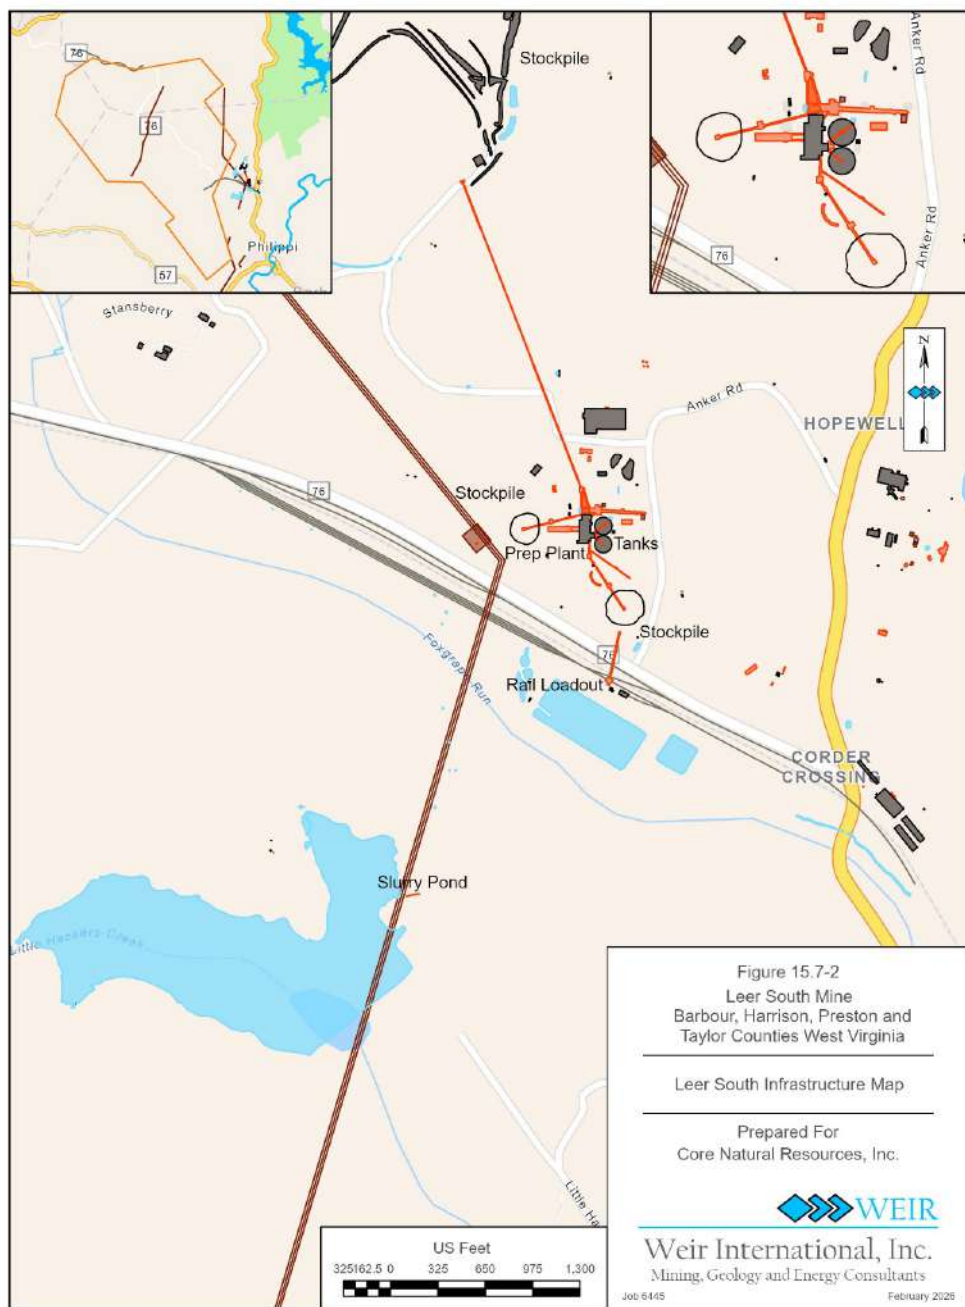 76
76
57
Philippi
Stockpile
Anker Rd
Anker Rd
76
Stansberry
Anker Rd
HOPEWELL
N
76
Stockpile
Prep Plant
Tanks
Stockpile
76
Rail Loadout
Foxgrape Run
CORDER
CROSSING
Slurry Pond
Little Hackers Creek
Little Ha
Figure 15.7-2
Leer South Mine
Barbour, Harrison, Preston and
Taylor Counties West Virginia
Leer South Infrastructure Map
Prepared For
Core Natural Resources, Inc.
WEIR
Weir International, Inc.
Mining, Geology and Energy Consultants
Job 6445
February 2026
US Feet
325162.5 0 325 650 975 1,300